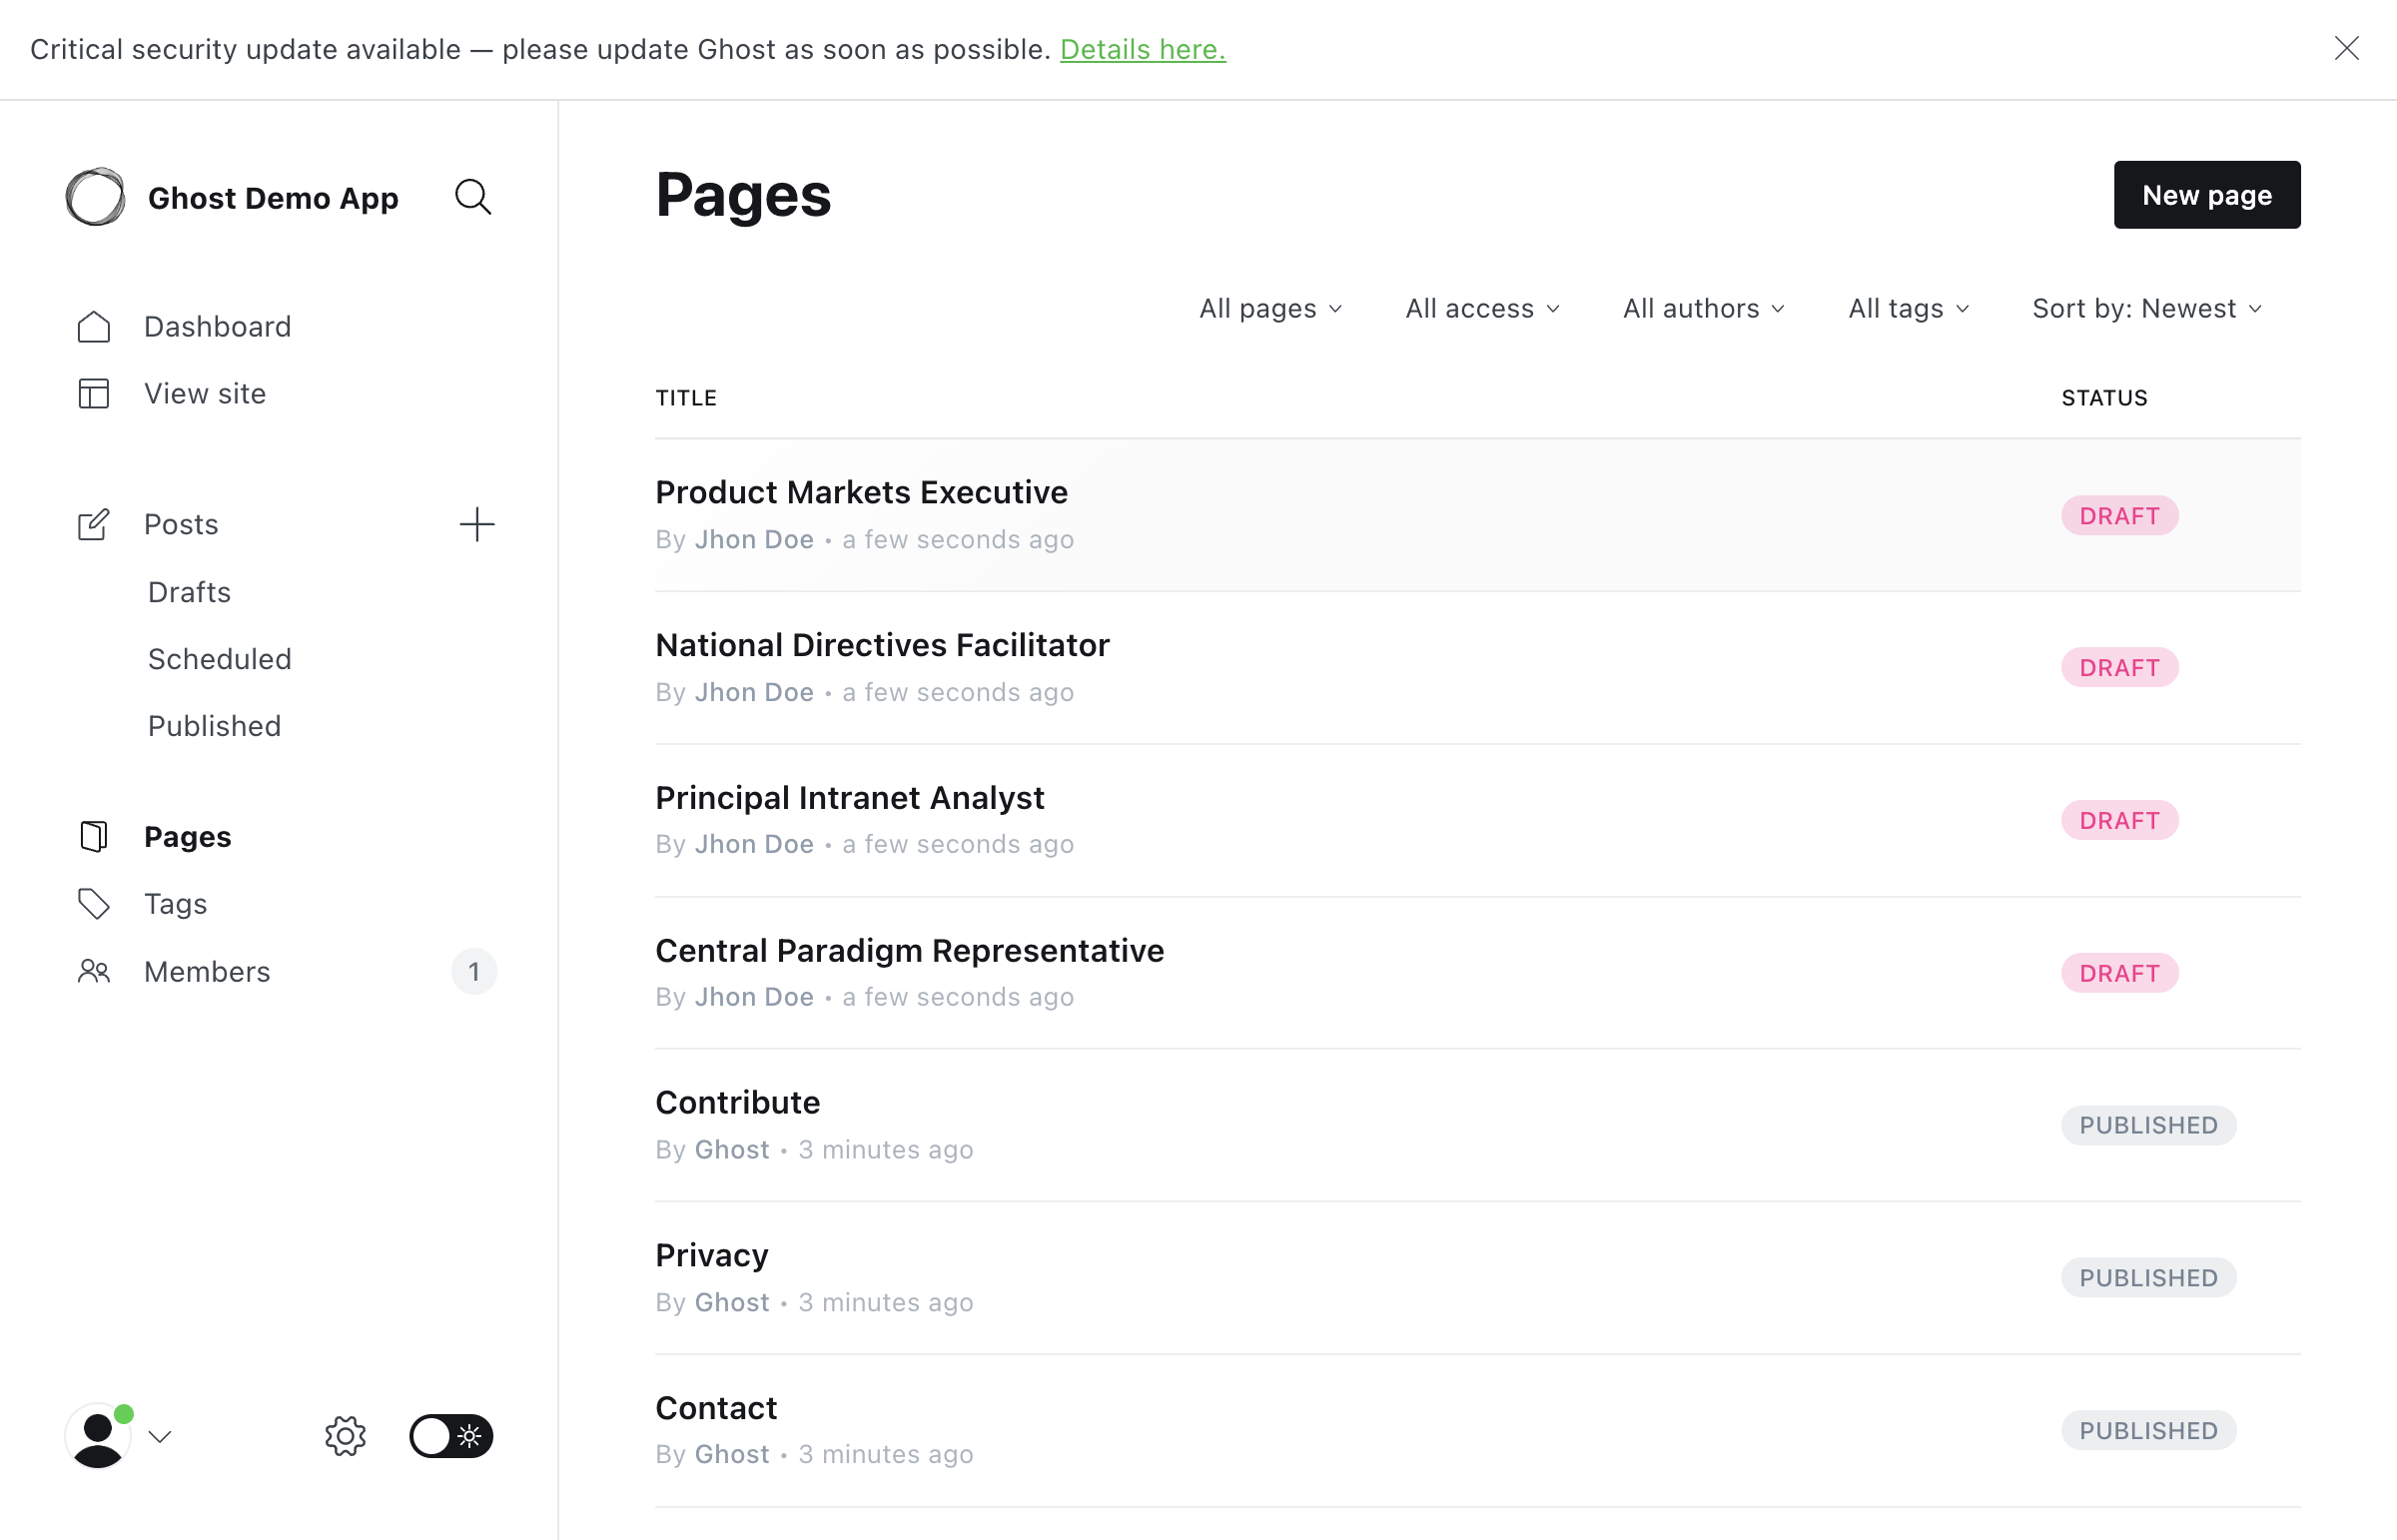 Critical security update available — please update Ghost as soon as possible. Details here.
Ghost Demo App
Dashboard
View site
Posts
Drafts
Scheduled
Published
Pages
Tags
Members 1
Pages
New page
All pages All access All authors All tags Sort by: Newest
TITLE STATUS
Product Markets Executive
By Jhon Doe • a few seconds ago
DRAFT
National Directives Facilitator
By Jhon Doe • a few seconds ago
DRAFT
Principal Intranet Analyst
By Jhon Doe • a few seconds ago
DRAFT
Central Paradigm Representative
By Jhon Doe • a few seconds ago
DRAFT
Contribute
By Ghost • 3 minutes ago
PUBLISHED
Privacy
By Ghost • 3 minutes ago
PUBLISHED
Contact
By Ghost • 3 minutes ago
PUBLISHED